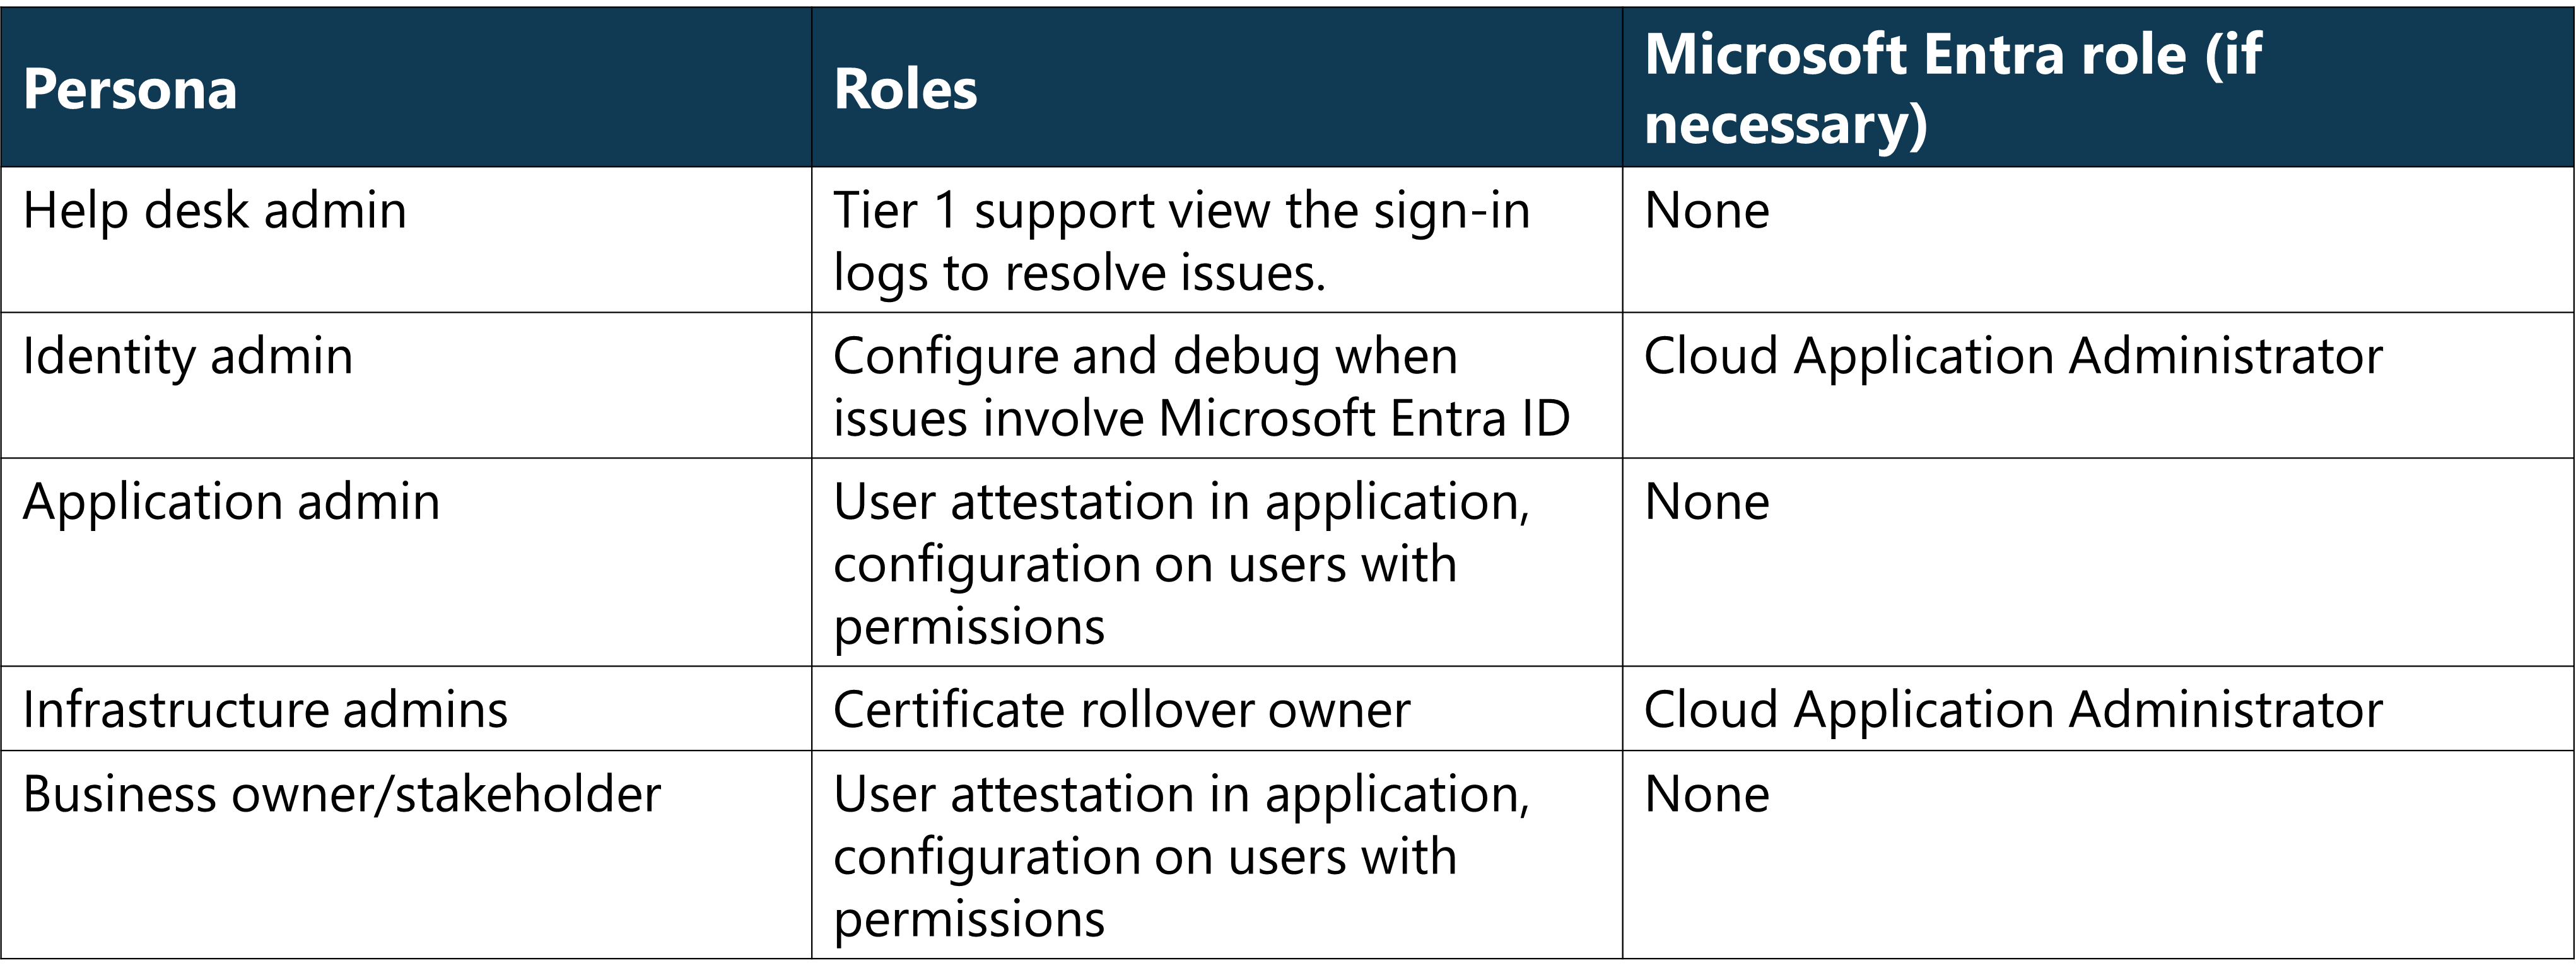 Persona
Roles
Microsoft Entra role (if
necessary)
Help desk admin
Tier 1 support view the sign-in
logs to resolve issues.
None
Identity admin
Configure and debug when
issues involve Microsoft Entra ID
Cloud Application Administrator
Application admin
User attestation in application,
configuration on users with
permissions
None
Infrastructure admins
Certificate rollover owner
Cloud Application Administrator
Business owner/stakeholder
User attestation in application,
configuration on users with
permissions
None